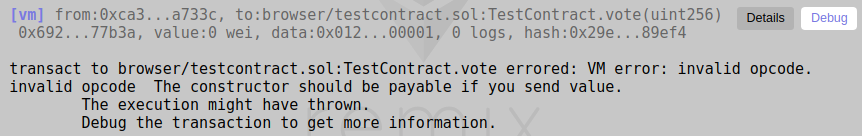 [vm] from:0xca3...a733c, to:browser/testcontract.sol:TestContract.vote(uint256)
0x692...77b3a, value:0 wei, data:0x012...00001, 0 logs, hash:0x29e...89ef4
Details
Debug
transact to browser/testcontract.sol:TestContract.vote errored: VM error: invalid opcode.
invalid opcode  The constructor should be payable if you send value.
The execution might have thrown.
Debug the transaction to get more information.
remix